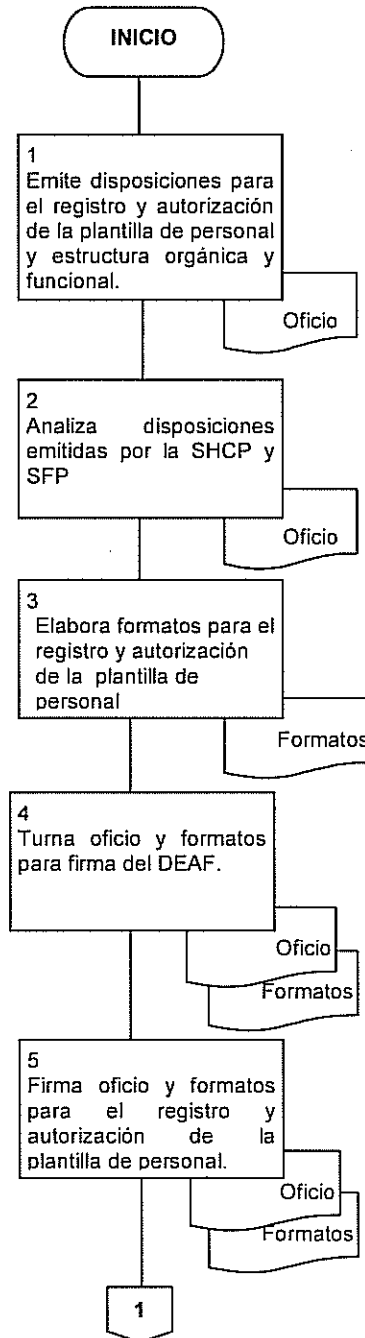 INICIO
1
Emite disposiciones para
el registro y autorización
de la plantilla de personal
y estructura orgánica y
funcional.
Oficio
2
Analiza disposiciones
emitidas por la SHCP y
SFP
Oficio
3
Elabora formatos para el
registro y autorización
de la plantilla de
personal
Formatos
4
Turna oficio y formatos
para firma del DEAF.
Oficio
Formatos
5
Firma oficio y formatos
para el registro y
autorización de la
plantilla de personal.
Oficio
Formatos
1